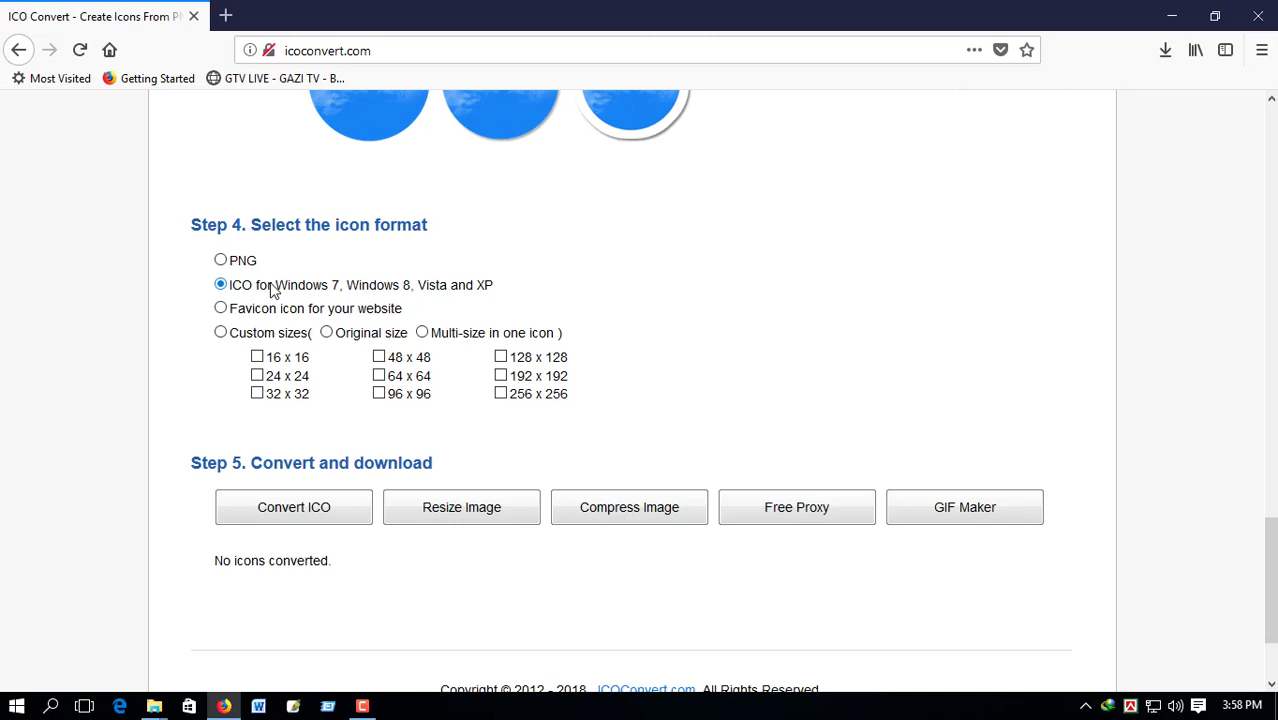 ICO Convert - Create Icons From P
icoconvert.com
Most Visited
Getting Started
GTV LIVE - GAZI TV - B...
Step 4. Select the icon format
PNG
ICO for Windows 7, Windows 8, Vista and XP
Favicon icon for your website
Custom sizes( Original size Multi-size in one icon )
16 x 16 48 x 48 128 x 128
24 x 24 64 x 64 192 x 192
32 x 32 96 x 96 256 x 256
Step 5. Convert and download
Convert ICO Resize Image Compress Image Free Proxy GIF Maker
No icons converted.
Copyright © 2012 - 2018 ICOConvert.com All Rights Reserved
3:58 PM